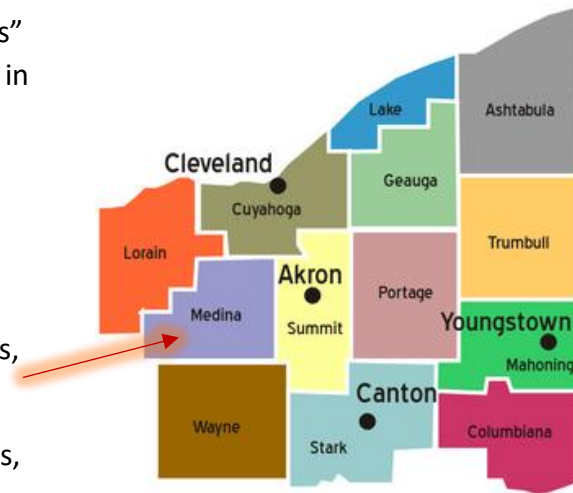 s”
in
Lake
Ashtabula
Cleveland
Geauga
Cuyahoga
Lorain
Trumbull
Akron
Portage
Medina
Summit
Youngstown
s,
Mahoning
Canton
Wayne
Columbiana
Stark
s,